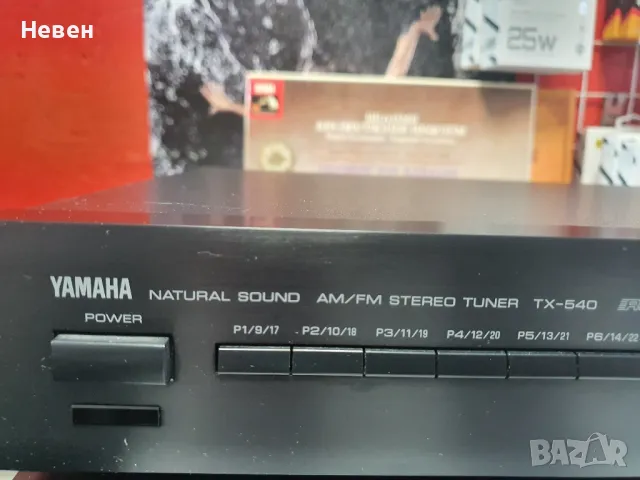 Невен
25W
YAMAHA NATURAL SOUND AM/FM STEREO TUNER TX-540
POWER
P1/9/17 P2/10/18 P3/11/19 P4/12/20 P5/13/21 P6/14/22
BAZAR